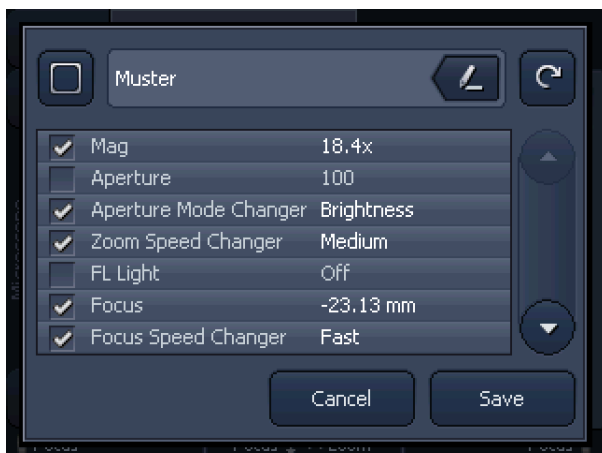 Muster
Mag 18.4x
Aperture 100
Aperture Mode Changer Brightness
Zoom Speed Changer Medium
FL Light Off
Focus -23.13 mm
Focus Speed Changer Fast
Cancel Save